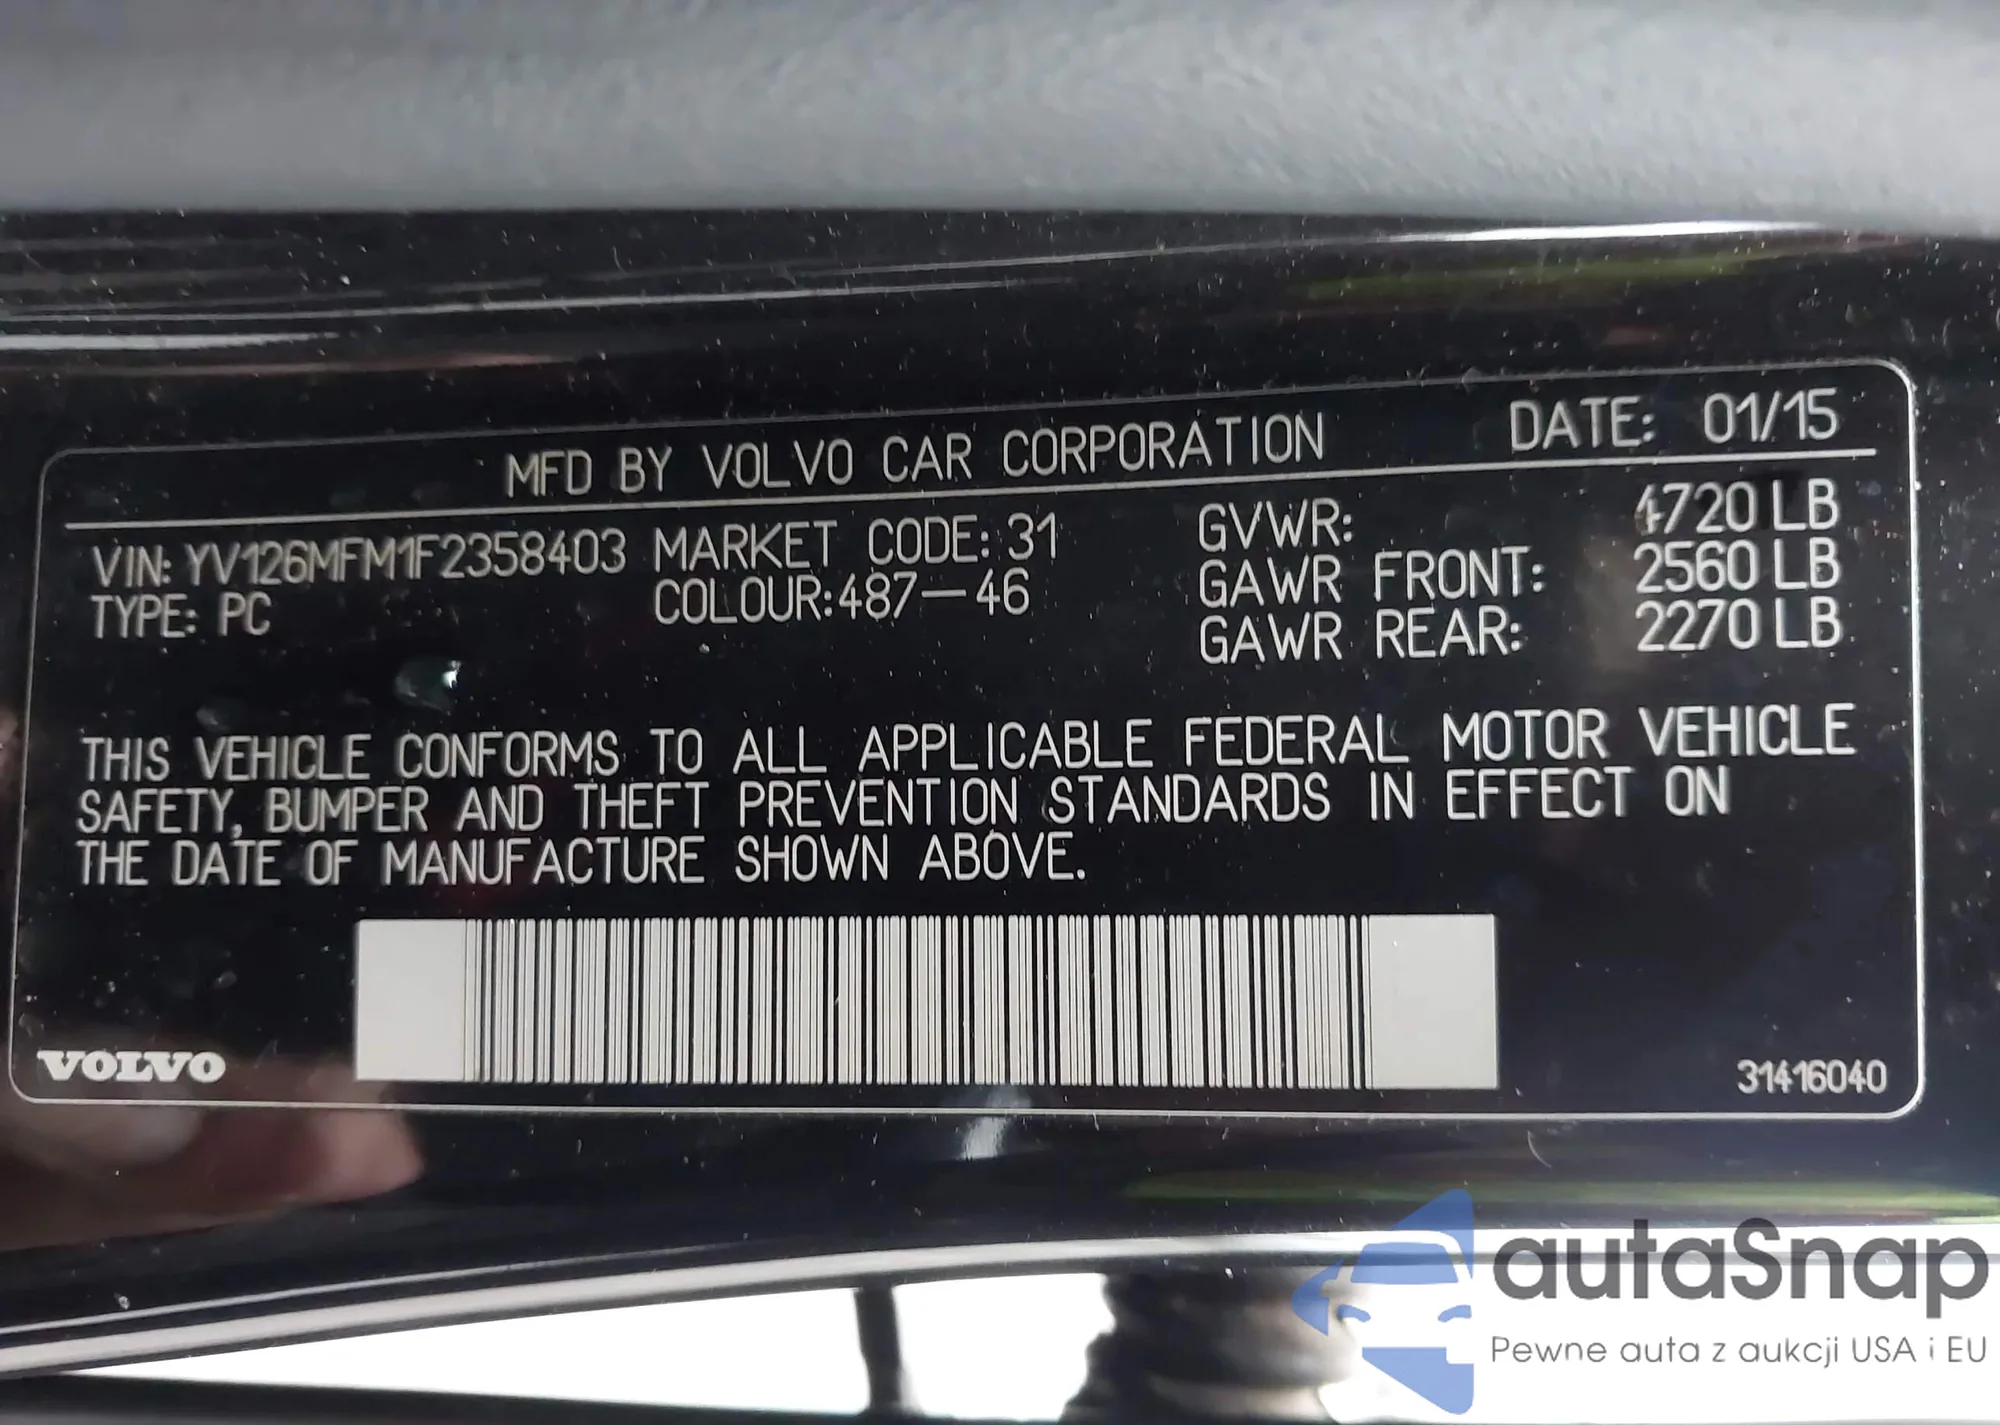 MFD BY VOLVO CAR CORPORATION DATE: 01/15
VIN: YV126MFM1F2358403 MARKET CODE: 31 GVWR: 4720 LB
TYPE: PC COLOUR:487-46 GAWR FRONT: 2560 LB
GAWR REAR: 2270 LB
THIS VEHICLE CONFORMS TO ALL APPLICABLE FEDERAL MOTOR VEHICLE
SAFETY, BUMPER AND THEFT PREVENTION STANDARDS IN EFFECT ON
THE DATE OF MANUFACTURE SHOWN ABOVE.
VOLVO 31416040
autaSnap
Pewne auta z aukcji USA i EU